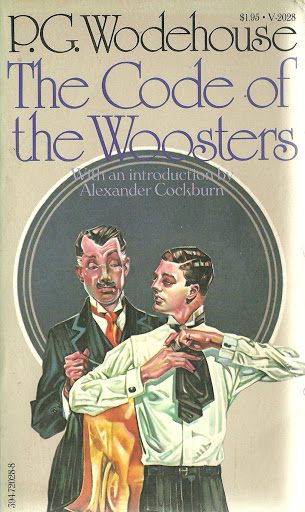 $1.95 • V-2028
P.G. Wodehouse
The Code of
the Woosters
With an introduction by
Alexander Cockburn
394-72028-8